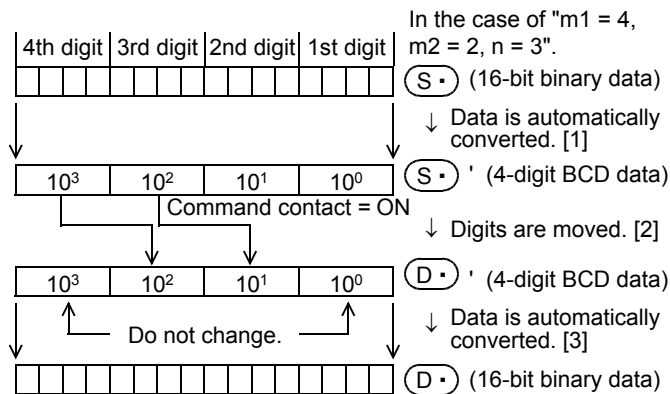 In the case of "m1 = 4,
m2 = 2, n = 3".
4th digit 3rd digit 2nd digit 1st digit
S· (16-bit binary data)
↓ Data is automatically
converted. [1]
10³ 10² 10¹ 10⁰ S· ' (4-digit BCD data)
Command contact = ON
↓ Digits are moved. [2]
10³ 10² 10¹ 10⁰ D· ' (4-digit BCD data)
Do not change.
↓ Data is automatically
converted. [3]
D· (16-bit binary data)